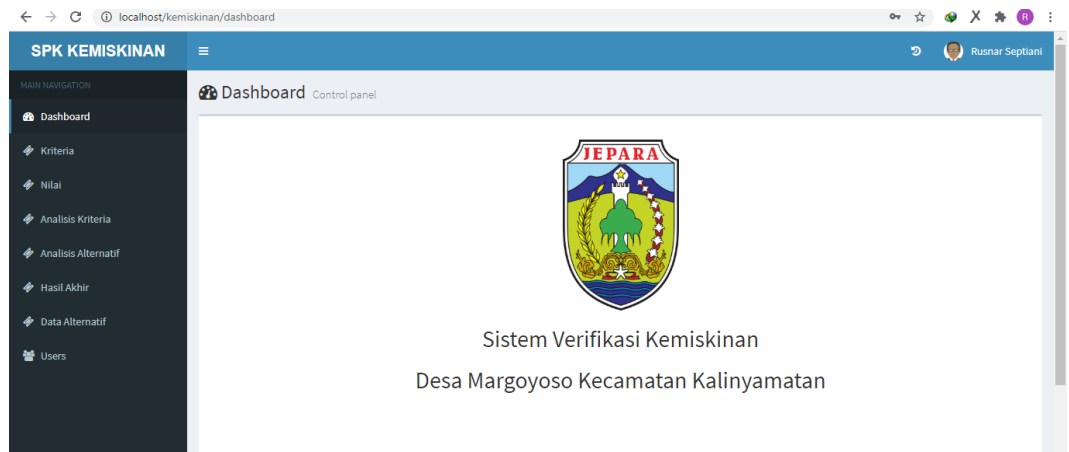 localhost/kemiskinan/dashboard
R
SPK KEMISKINAN
Rusnar Septiani
MAIN NAVIGATION
Dashboard Control panel
Dashboard
Kriteria
Nilai
Analisis Kriteria
Analisis Alternatif
Hasil Akhir
Data Alternatif
Users
JEPARA
Sistem Verifikasi Kemiskinan
Desa Margoyoso Kecamatan Kalinyamatan